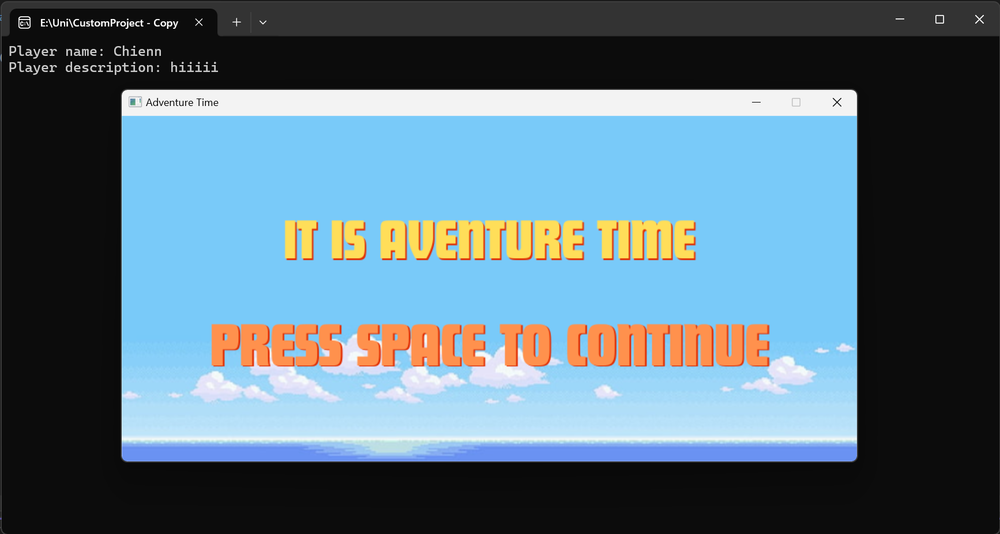 E:\Uni\CustomProject - Copy
Player name: Chienn
Player description: hiiiii
Adventure Time
IT IS AVENTURE TIME
PRESS SPACE TO CONTINUE